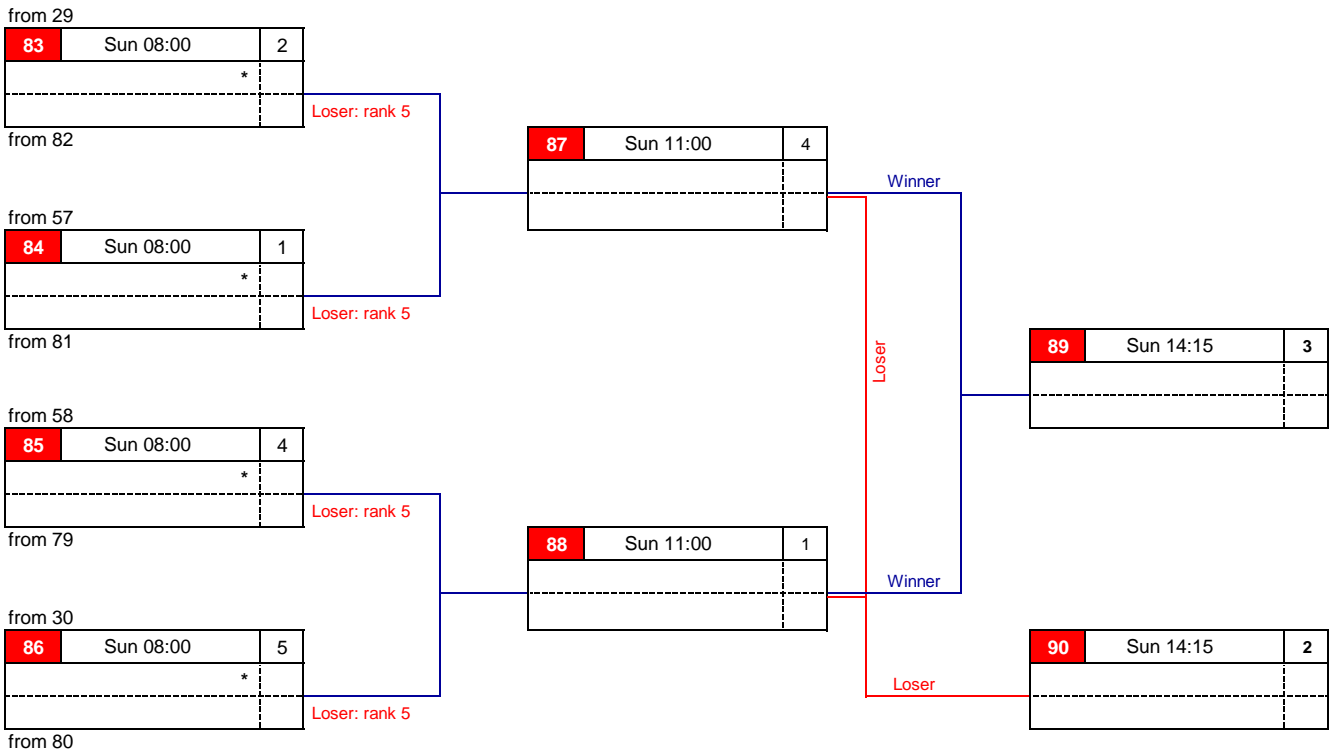 from 29
83 Sun 08:00 2
*
Loser: rank 5
from 82
87 Sun 11:00 4
Winner
from 57
84 Sun 08:00 1
*
Loser: rank 5
from 81
89 Sun 14:15 3
Loser
from 58
85 Sun 08:00 4
*
Loser: rank 5
from 79
88 Sun 11:00 1
Winner
from 30
86 Sun 08:00 5
*
Loser: rank 5
from 80
90 Sun 14:15 2
Loser